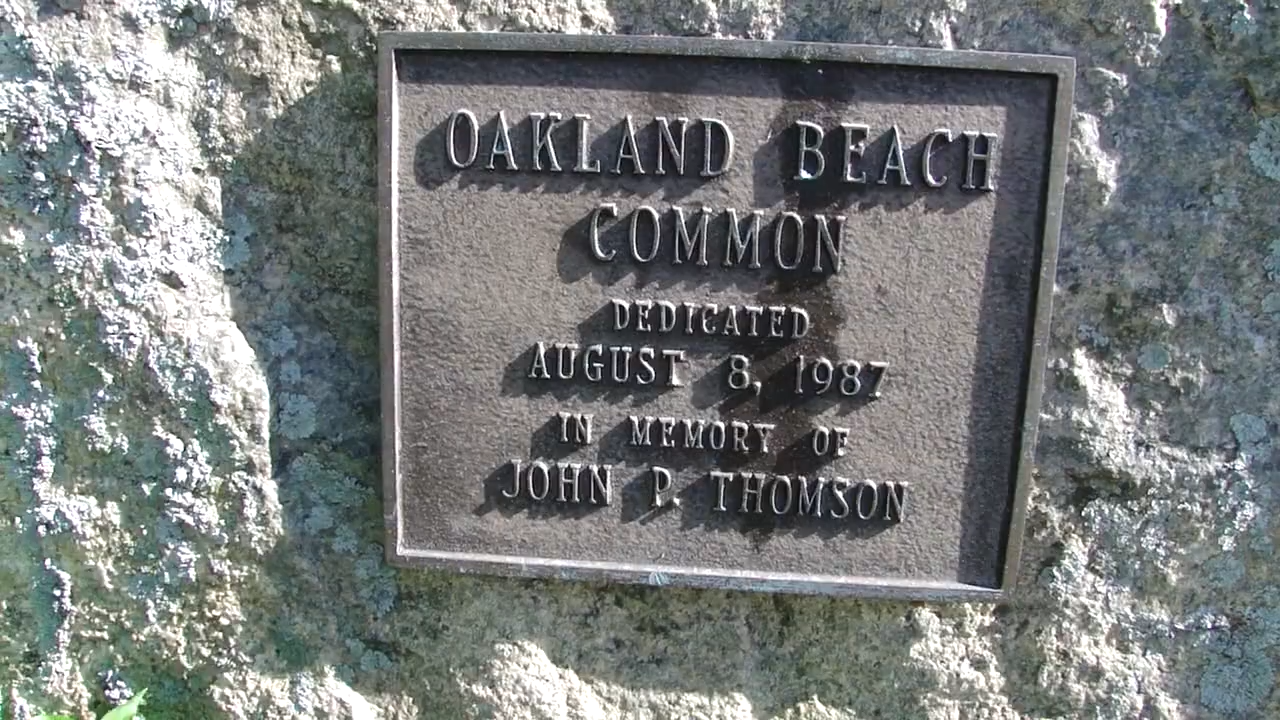 OAKLAND BEACH
COMMON
DEDICATED
AUGUST 8, 1987
IN MEMORY OF
JOHN P. THOMSON